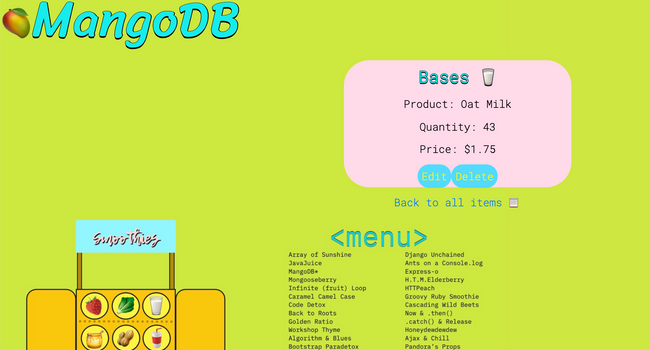 MangoDB
Bases
Product: Oat Milk
Quantity: 43
Price: $1.75
Edit Delete
Back to all items
Smoothies
<menu>
Array of Sunshine
JavaJuice
MangoDB*
Mongooseberry
Infinite (fruit) Loop
Caramel Camel Case
Code Detox
Back to Roots
Golden Ratio
Workshop Thyme
Algorithm & Blues
Bootstrap Paradetox
Django Unchained
Ants on a Console.log
Express-o
H.T.M.Elderberry
HTTPeach
Groovy Ruby Smoothie
Cascading Wild Beets
Now & .then()
.catch() & Release
Honeydewdewdew
Ajax & Chill
Pandora's Props